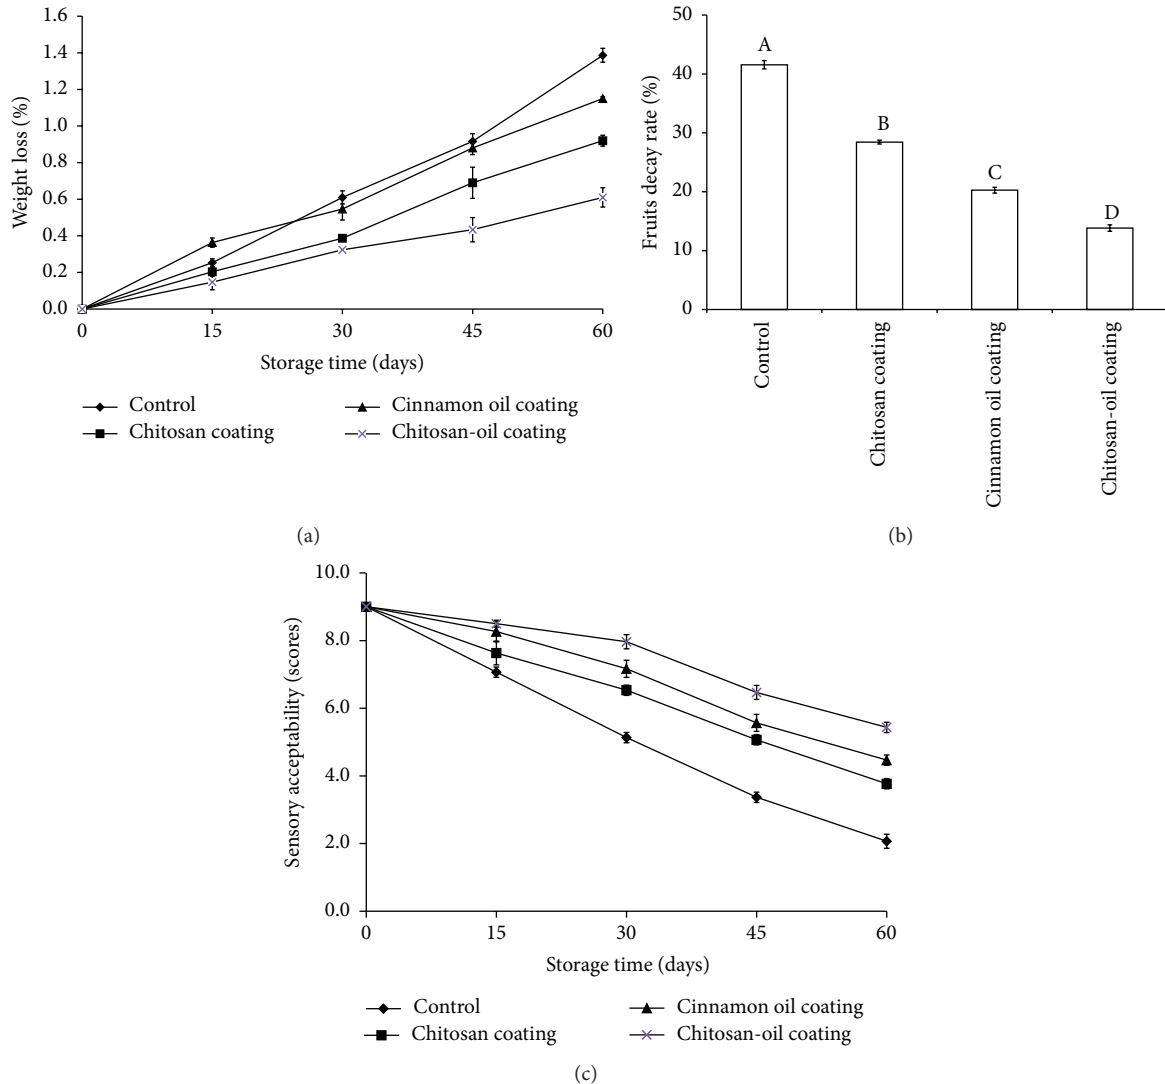 Weight loss (%)
1.6
1.4
1.2
1.0
0.8
0.6
0.4
0.2
0.0
0 15 30 45 60
Storage time (days)
Control Cinnamon oil coating
Chitosan coating Chitosan-oil coating
(a)
Fruits decay rate (%)
50
40
30
20
10
0
A
B
C
D
Control
Chitosan coating
Cinnamon oil coating
Chitosan-oil coating
(b)
Sensory acceptability (scores)
10.0
8.0
6.0
4.0
2.0
0.0
0 15 30 45 60
Storage time (days)
Control Cinnamon oil coating
Chitosan coating Chitosan-oil coating
(c)